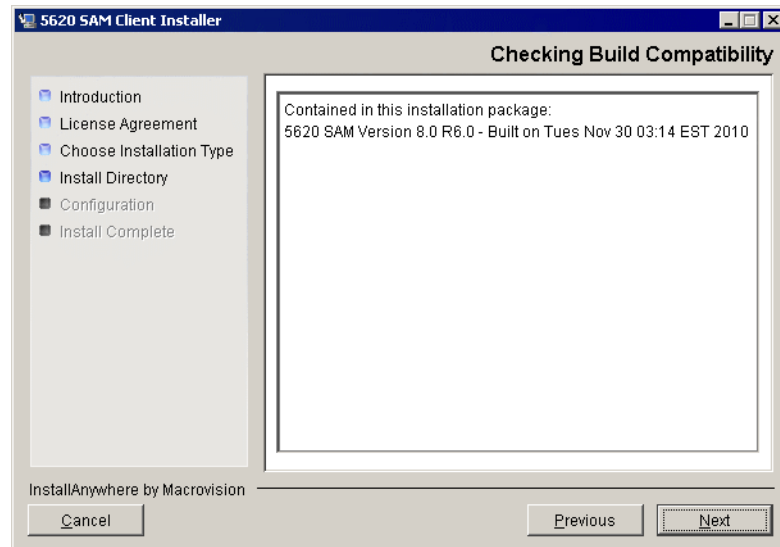 5620 SAM Client Installer
Checking Build Compatibility
Introduction
License Agreement
Choose Installation Type
Install Directory
Configuration
Install Complete
Contained in this installation package:
5620 SAM Version 8.0 R6.0 - Built on Tues Nov 30 03:14 EST 2010
InstallAnywhere by Macrovision
Cancel
Previous
Next